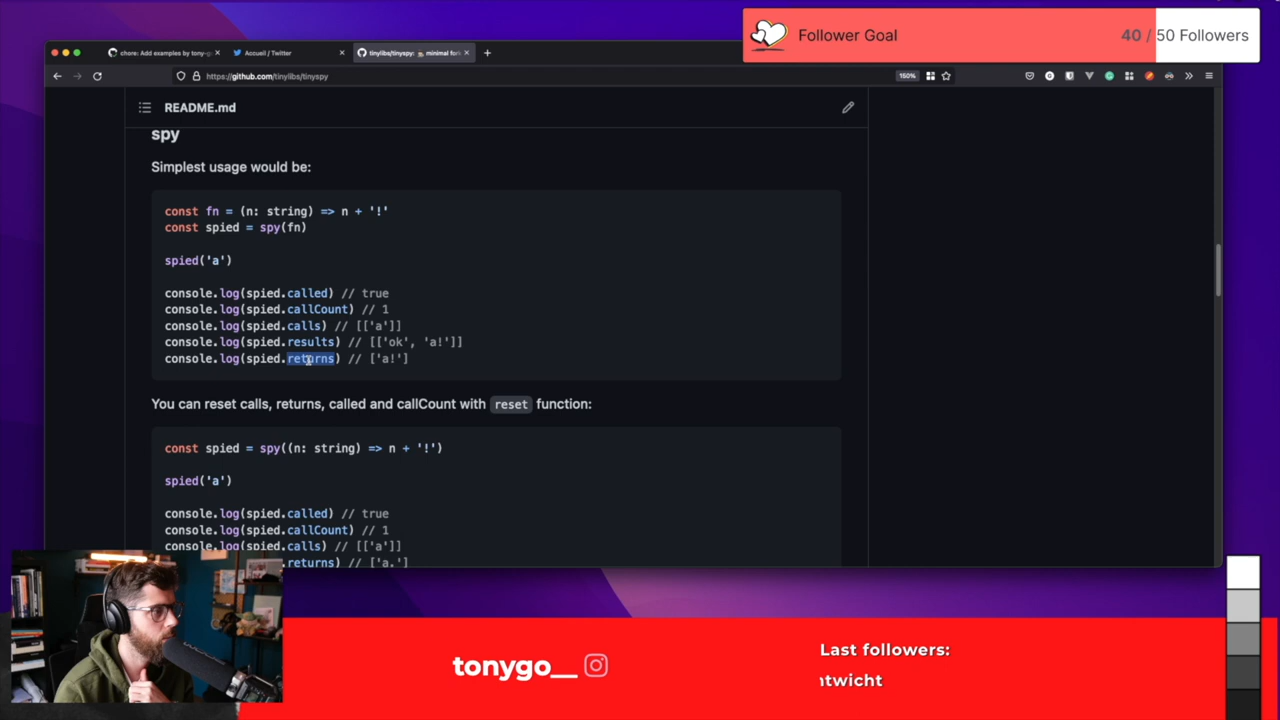 Follower Goal
40 / 50 Followers
chore: Add examples by tony-g
Accueil / Twitter
tinylibs/tinyspy: minimal for
https://github.com/tinylibs/tinyspy
150%
README.md
spy
Simplest usage would be:
const fn = (n: string) => n + '!'
const spied = spy(fn)
spied('a')
console.log(spied.called) // true
console.log(spied.callCount) // 1
console.log(spied.calls) // [['a']]
console.log(spied.results) // [['ok', 'a!']]
console.log(spied.returns) // ['a!']
You can reset calls, returns, called and callCount with reset function:
const spied = spy((n: string) => n + '!')
spied('a')
console.log(spied.called) // true
console.log(spied.callCount) // 1
console.log(spied.calls) // [['a']]
.returns) // ['a.']
tonygo__
Last followers:
ntwicht